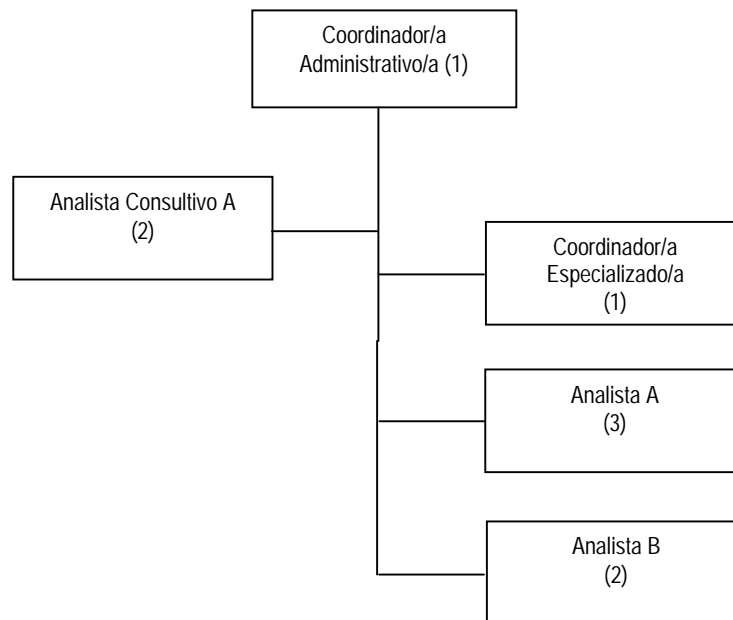 Coordinador/a
Administrativo/a (1)
Analista Consultivo A
(2)
Coordinador/a
Especializado/a
(1)
Analista A
(3)
Analista B
(2)